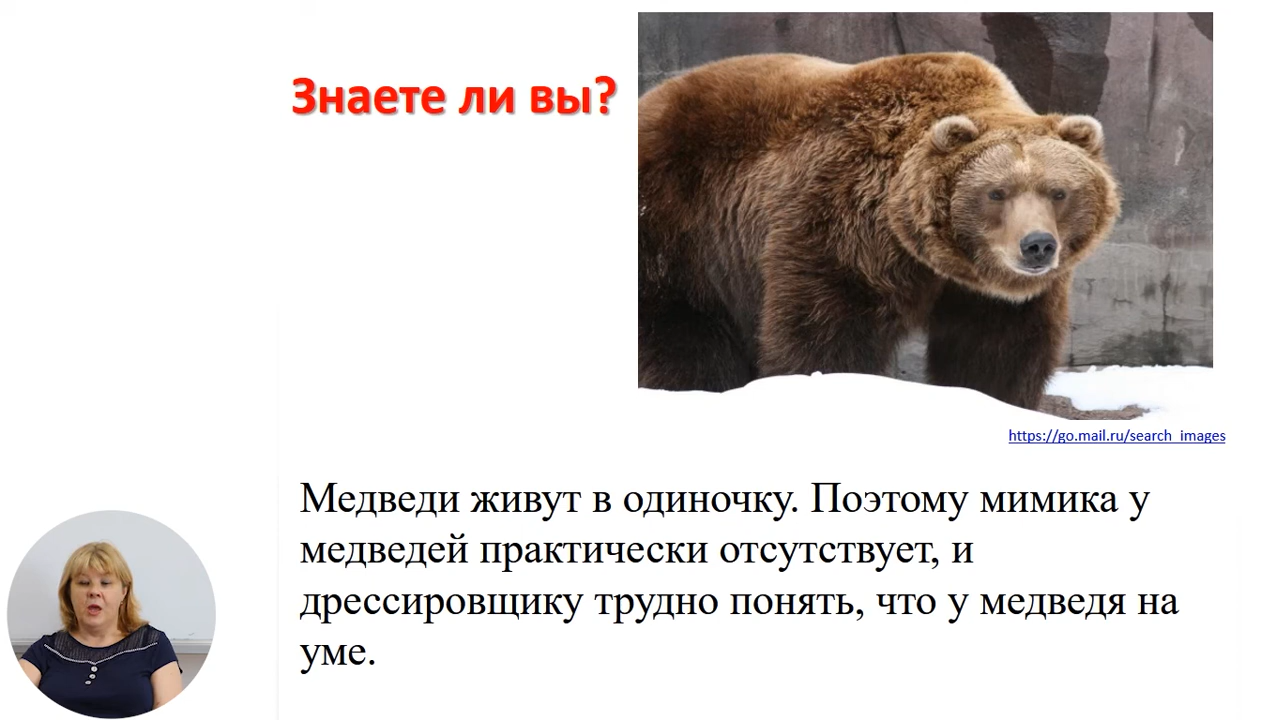 Знаете ли вы?
https://go.mail.ru/search_images
Медведи живут в одиночку. Поэтому мимика у
медведей практически отсутствует, и
дрессировщику трудно понять, что у медведя на
уме.